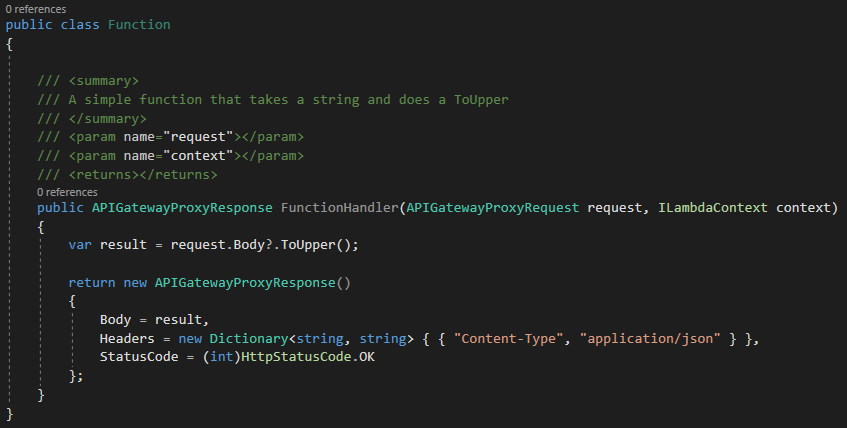 0 references
public class Function
{
/// <summary>
/// A simple function that takes a string and does a ToUpper
/// </summary>
/// <param name="request"></param>
/// <param name="context"></param>
/// <returns></returns>
0 references
public APIGatewayProxyResponse FunctionHandler(APIGatewayProxyRequest request, ILambdaContext context)
{
var result = request.Body?.ToUpper();
return new APIGatewayProxyResponse()
{
Body = result,
Headers = new Dictionary<string, string> { { "Content-Type", "application/json" } },
StatusCode = (int)HttpStatusCode.OK
};
}
}